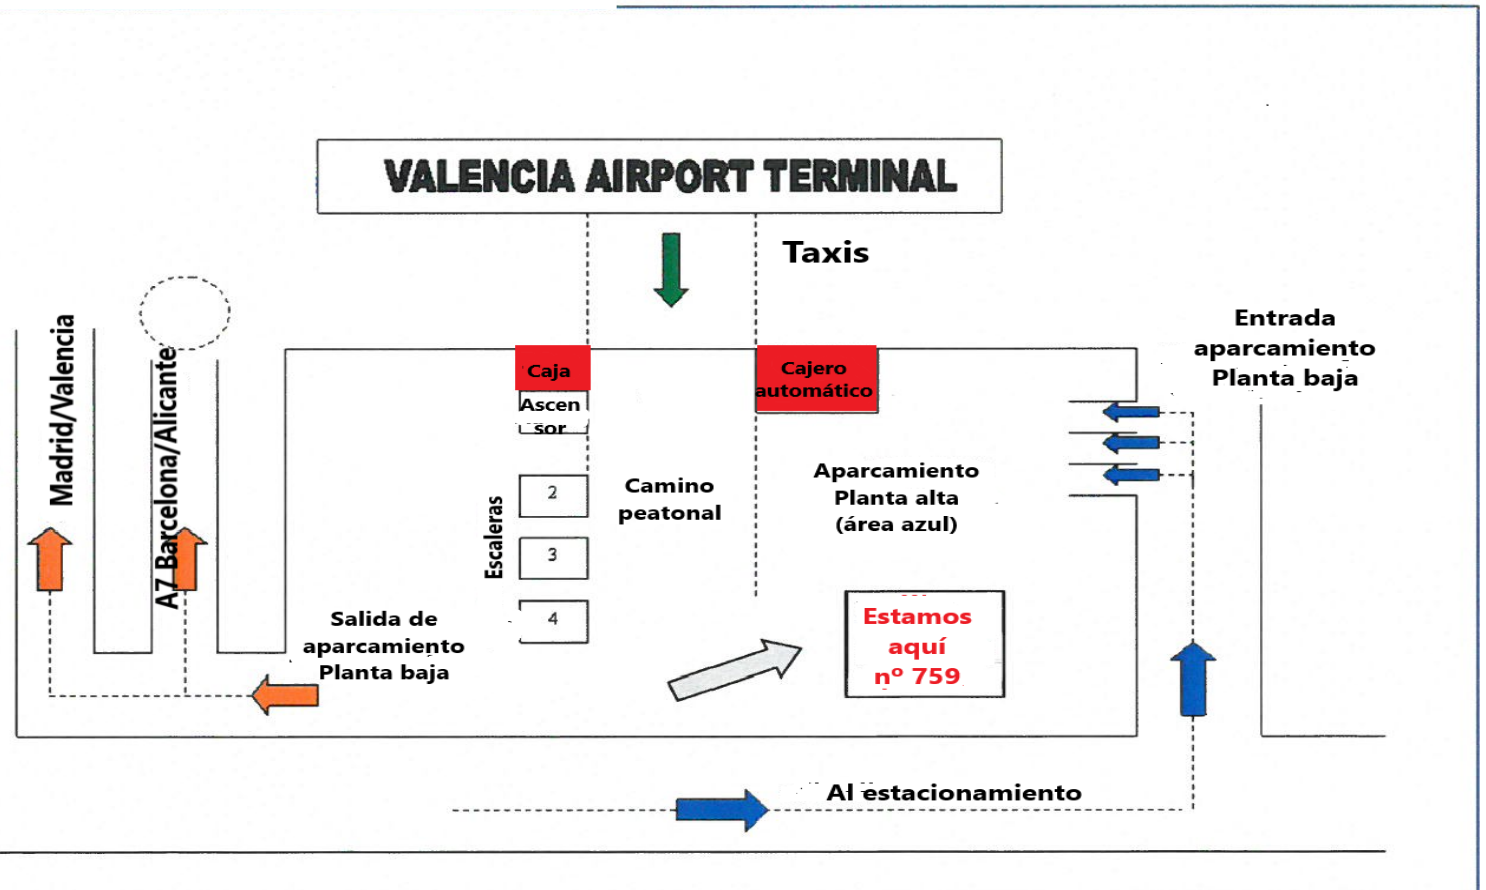 VALENCIA AIRPORT TERMINAL
Taxis
Entrada
aparcamiento
Planta baja
Madrid/Valencia
A7 Barcelona/Alicante
Caja
Ascen
sor
Cajero
automático
Escaleras
2
3
4
Camino
peatonal
Aparcamiento
Planta alta
(área azul)
Salida de
aparcamiento
Planta baja
Estamos
aquí
nº 759
Al estacionamiento